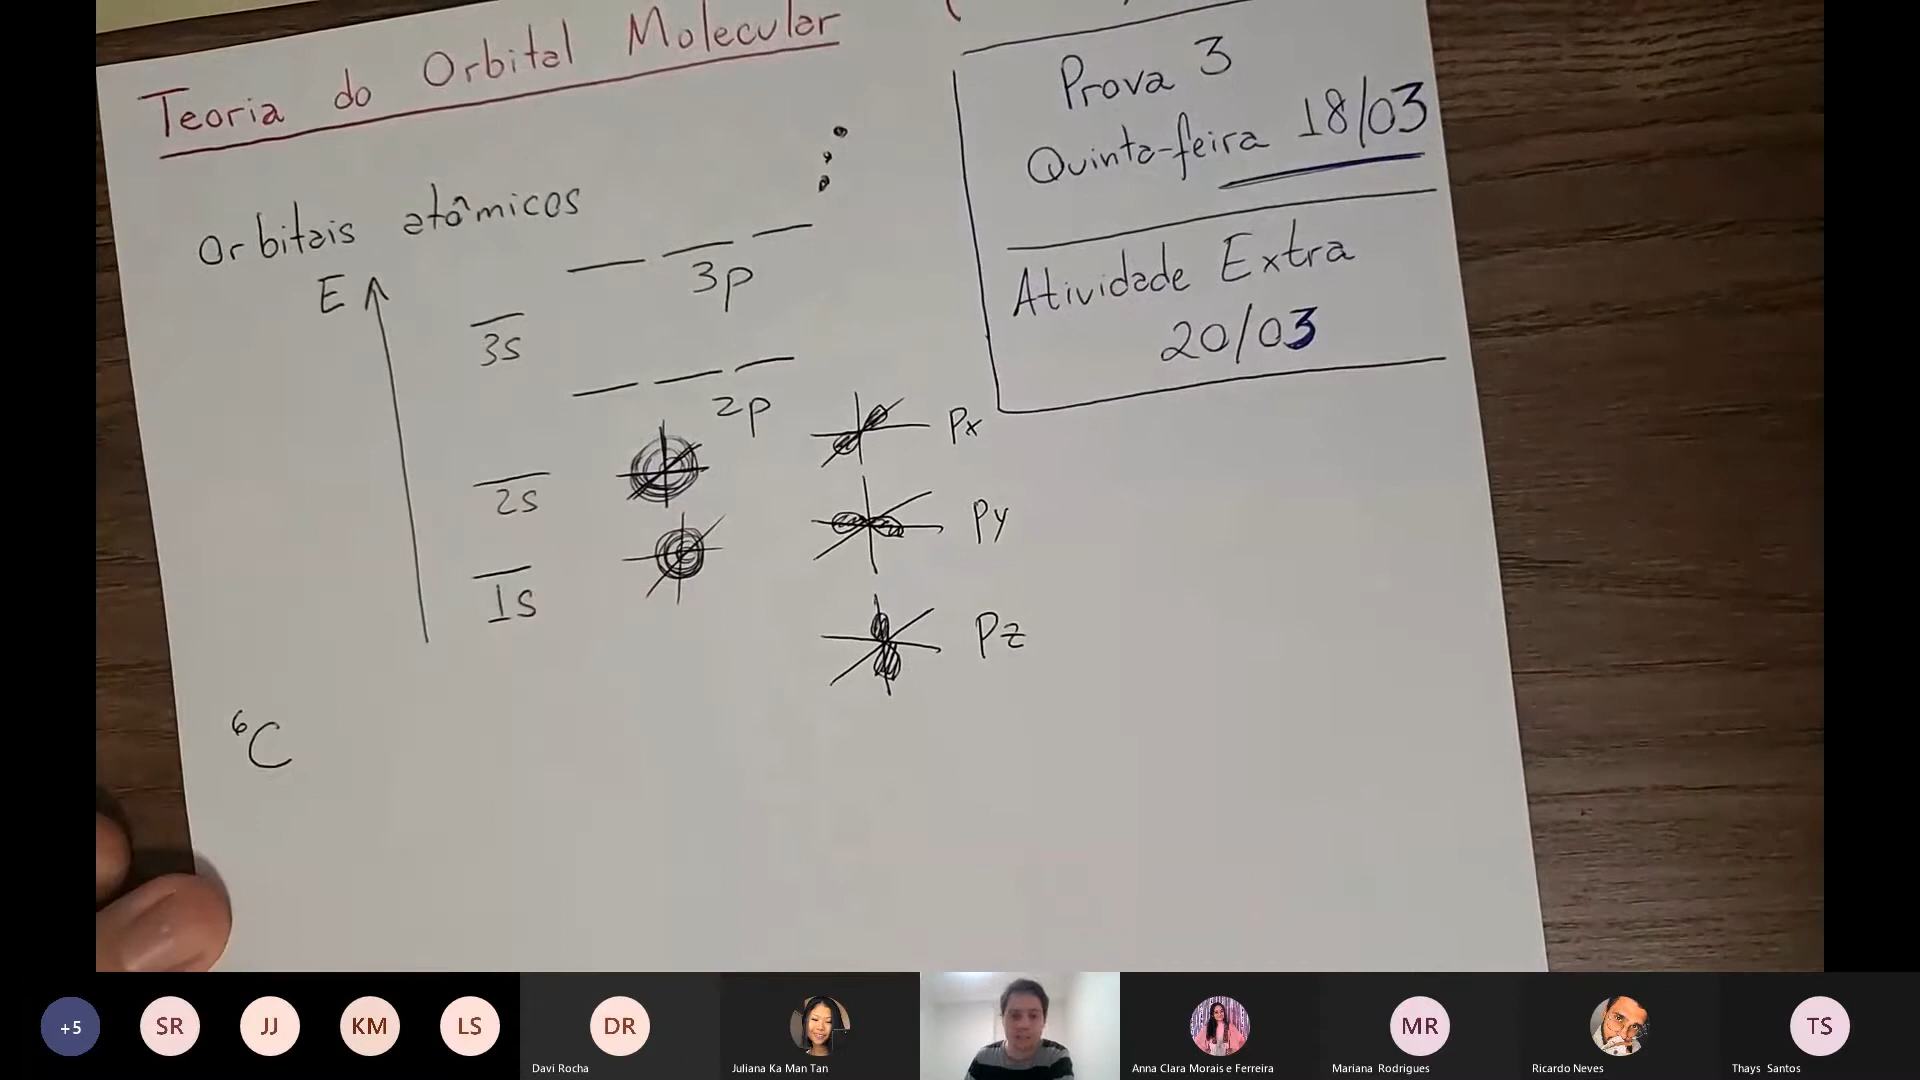 Teoria do Orbital Molecular
Orbitais atômicos
E
3p
3s
2p
2s
1s
Px
Py
Pz
6C
Prova 3
Quinta-feira 18/03
Atividade Extra
20/03
+5
SR
JJ
KM
LS
DR
Davi Rocha
Juliana Ka Man Tan
Anna Clara Morais e Ferreira
MR
Mariana Rodrigues
Ricardo Neves
TS
Thays Santos